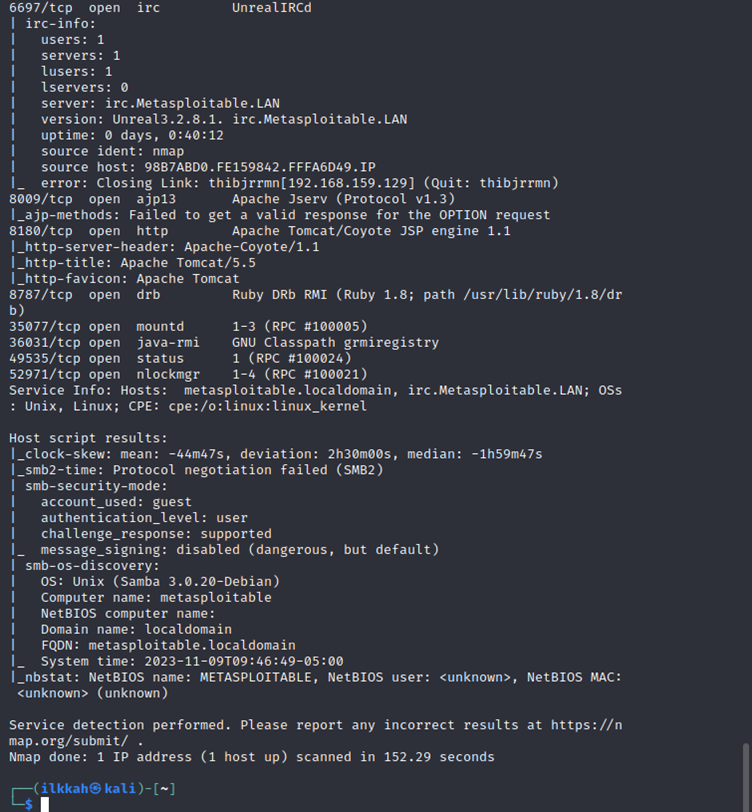 6697/tcp  open  irc         UnrealIRCd
| irc-info:
|   users: 1
|   servers: 1
|   lusers: 1
|   lservers: 0
|   server: irc.Metasploitable.LAN
|   version: Unreal3.2.8.1. irc.Metasploitable.LAN
|   uptime: 0 days, 0:40:12
|   source ident: nmap
|   source host: 98B7ABD0.FE159842.FFFA6D49.IP
|_  error: Closing Link: thibjrrmn[192.168.159.129] (Quit: thibjrrmn)
8009/tcp  open  ajp13       Apache Jserv (Protocol v1.3)
|_ajp-methods: Failed to get a valid response for the OPTION request
8180/tcp  open  http        Apache Tomcat/Coyote JSP engine 1.1
|_http-server-header: Apache-Coyote/1.1
|_http-title: Apache Tomcat/5.5
|_http-favicon: Apache Tomcat
8787/tcp  open  drb         Ruby DRb RMI (Ruby 1.8; path /usr/lib/ruby/1.8/dr
b)
35077/tcp open  mountd      1-3 (RPC #100005)
36031/tcp open  java-rmi    GNU Classpath grmiregistry
49535/tcp open  status      1 (RPC #100024)
52971/tcp open  nlockmgr    1-4 (RPC #100021)
Service Info: Hosts:  metasploitable.localdomain, irc.Metasploitable.LAN; OSs
: Unix, Linux; CPE: cpe:/o:linux:linux_kernel

Host script results:
|_clock-skew: mean: -44m47s, deviation: 2h30m00s, median: -1h59m47s
|_smb2-time: Protocol negotiation failed (SMB2)
| smb-security-mode:
|   account_used: guest
|   authentication_level: user
|   challenge_response: supported
|_  message_signing: disabled (dangerous, but default)
| smb-os-discovery:
|   OS: Unix (Samba 3.0.20-Debian)
|   Computer name: metasploitable
|   NetBIOS computer name:
|   Domain name: localdomain
|   FQDN: metasploitable.localdomain
|_  System time: 2023-11-09T09:46:49-05:00
|_nbstat: NetBIOS name: METASPLOITABLE, NetBIOS user: <unknown>, NetBIOS MAC:
 <unknown> (unknown)

Service detection performed. Please report any incorrect results at https://n
map.org/submit/ .
Nmap done: 1 IP address (1 host up) scanned in 152.29 seconds

┌──(ilkkah㉿kali)-[~]
└─$